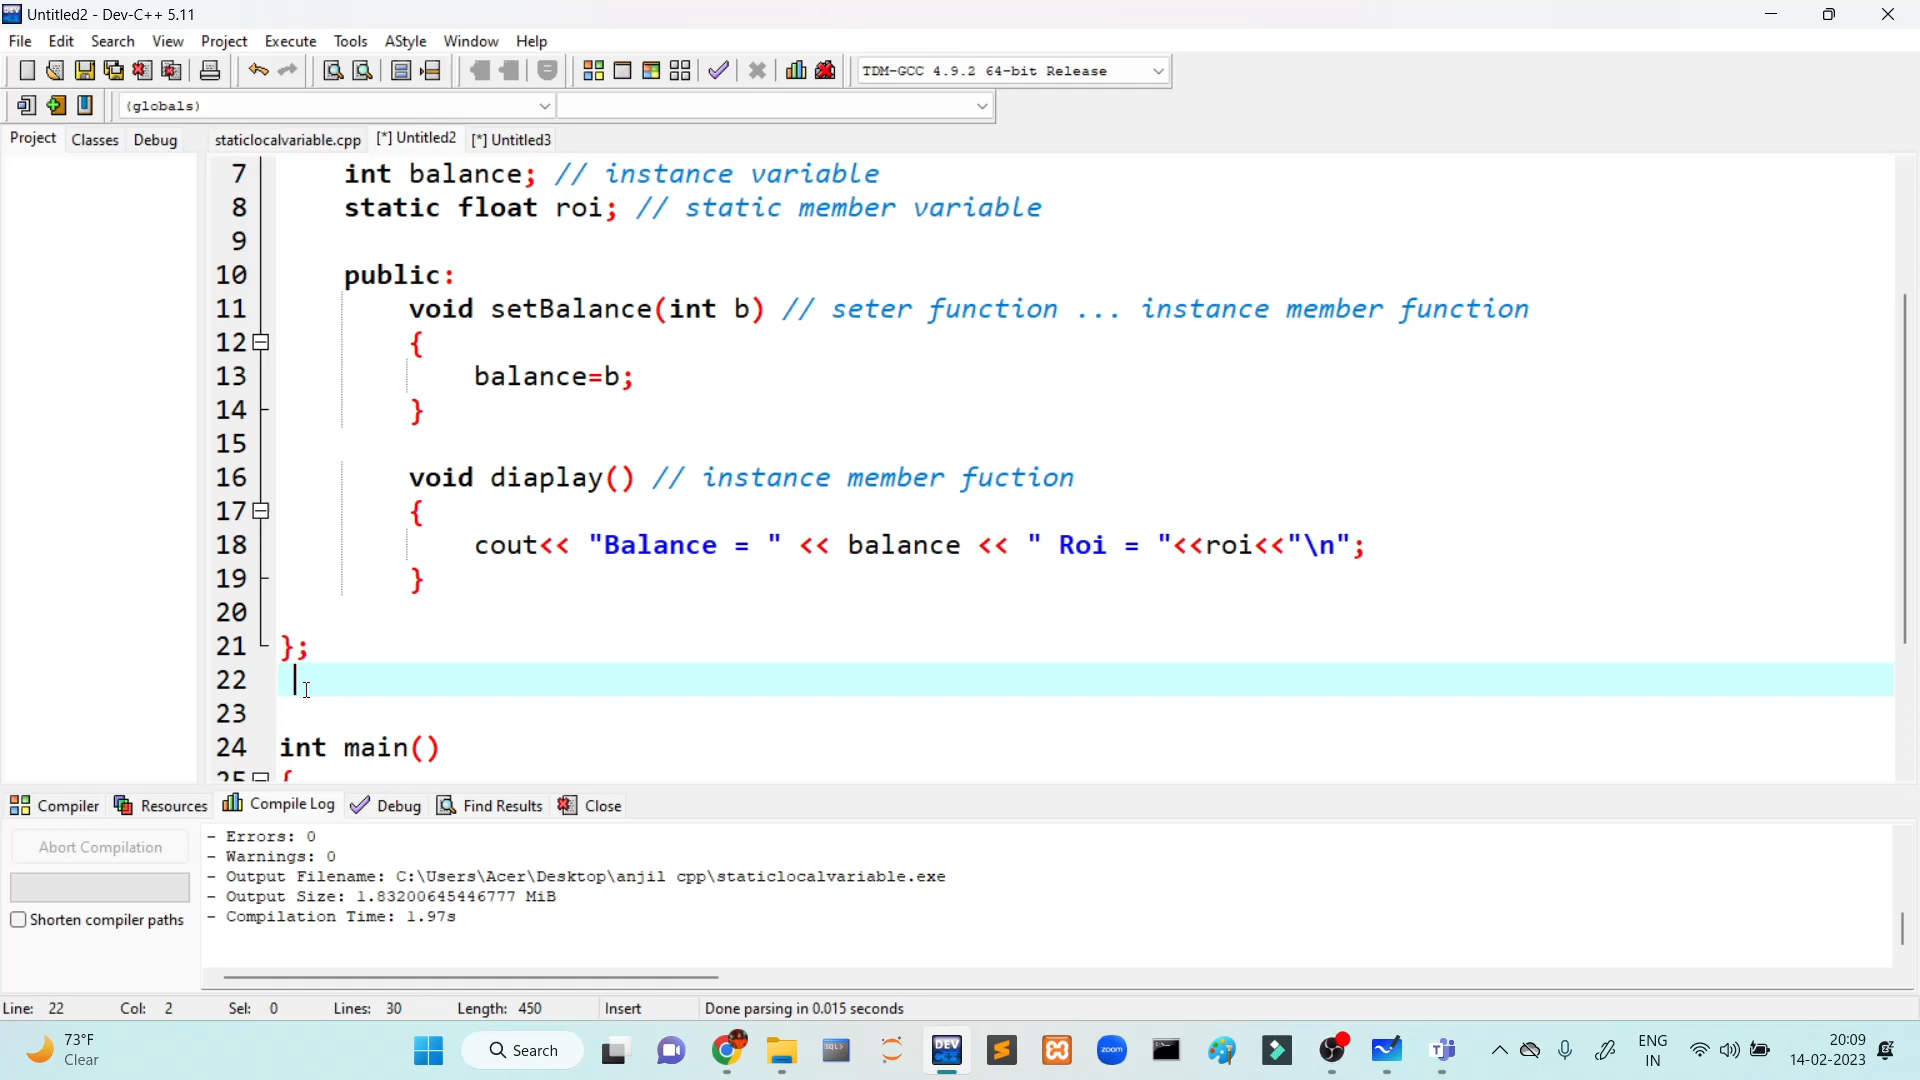 Untitled2 - Dev-C++ 5.11
File Edit Search View Project Execute Tools AStyle Window Help
TDM-GCC 4.9.2 64-bit Release
(globals)
Project Classes Debug staticlocalvariable.cpp [*] Untitled2 [*] Untitled3
7 int balance; // instance variable
8 static float roi; // static member variable
9
10 public:
11 void setBalance(int b) // seter function ... instance member function
12 {
13 balance=b;
14 }
15
16 void diaplay() // instance member fuction
17 {
18 cout<< "Balance = " << balance << " Roi = "<<roi<<"\n";
19 }
20
21 };
22
23
24 int main()
25 {
Compiler Resources Compile Log Debug Find Results Close
Abort Compilation
Shorten compiler paths
- Errors: 0
- Warnings: 0
- Output Filename: C:\Users\Acer\Desktop\anjil cpp\staticlocalvariable.exe
- Output Size: 1.83200645446777 MiB
- Compilation Time: 1.97s
Line: 22 Col: 2 Sel: 0 Lines: 30 Length: 450 Insert Done parsing in 0.015 seconds
73°F
Clear
Search
SQL>
DEV
zoom
ENG
IN
20:09
14-02-2023